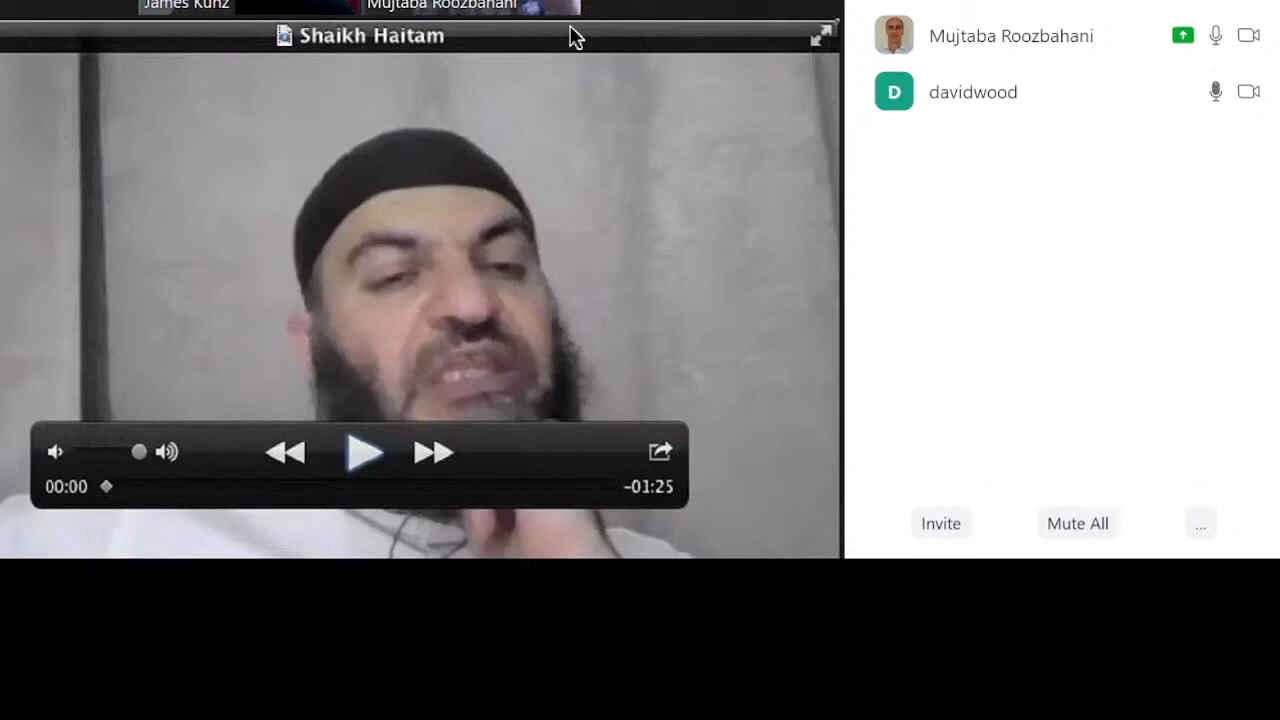 James Kunz
Mujtaba Roozbahani
Shaikh Haitam
00:00
-01:25
Mujtaba Roozbahani
D
davidwood
Invite
Mute All
...